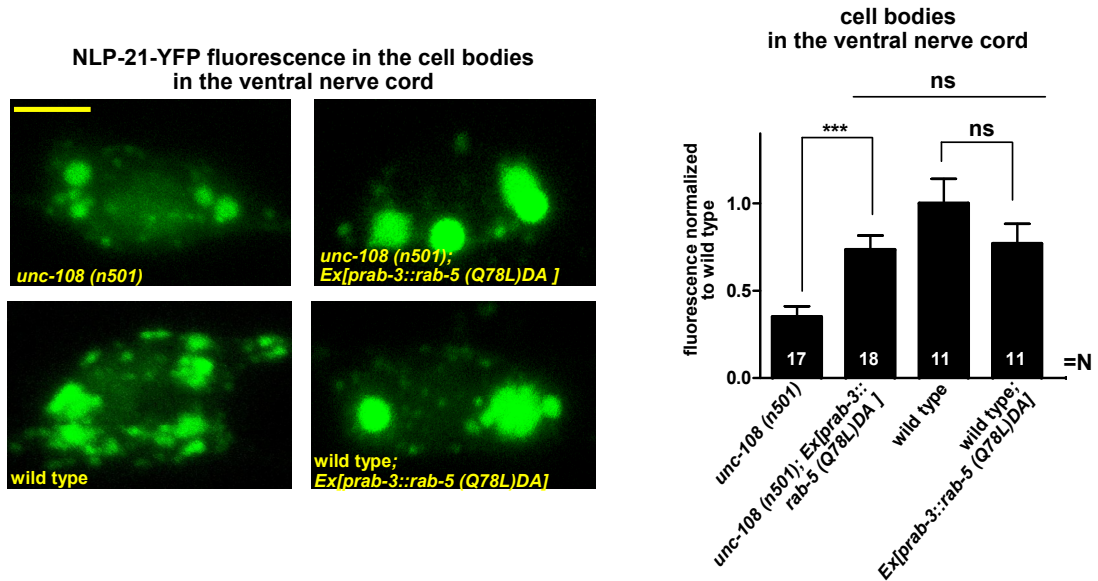 NLP-21-YFP fluorescence in the cell bodies
in the ventral nerve cord
unc-108 (n501)
unc-108 (n501);
Ex[prab-3::rab-5 (Q78L)DA ]
wild type
wild type;
Ex[prab-3::rab-5 (Q78L)DA]
cell bodies
in the ventral nerve cord
ns
***
ns
fluorescence normalized
to wild type
1.0
0.5
0.0
17
18
11
11
=N
unc-108 (n501)
unc-108 (n501); Ex[prab-3::
rab-5 (Q78L)DA ]
wild type
wild type;
Ex[prab-3::rab-5 (Q78L)DA]